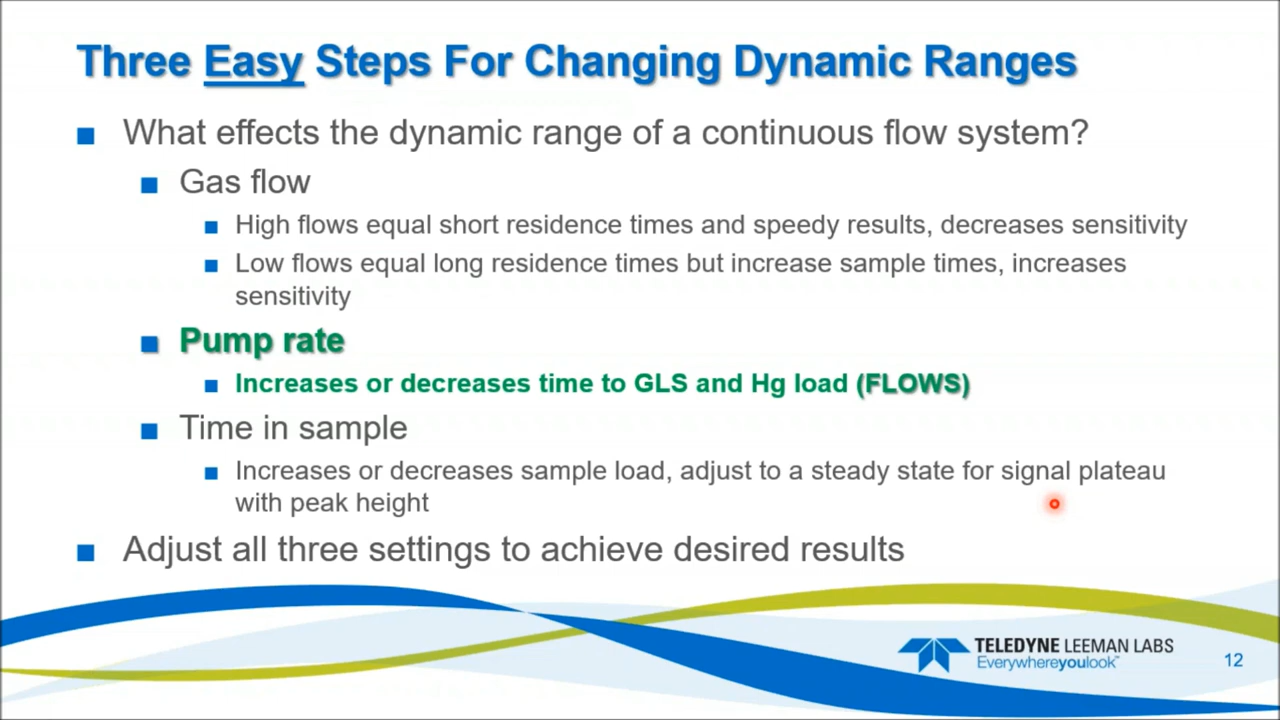 Three Easy Steps For Changing Dynamic Ranges
What effects the dynamic range of a continuous flow system?
Gas flow
High flows equal short residence times and speedy results, decreases sensitivity
Low flows equal long residence times but increase sample times, increases
sensitivity
Pump rate
Increases or decreases time to GLS and Hg load (FLOWS)
Time in sample
Increases or decreases sample load, adjust to a steady state for signal plateau
with peak height
Adjust all three settings to achieve desired results
TELEDYNE LEEMAN LABS
Everywhereyoulook™
12